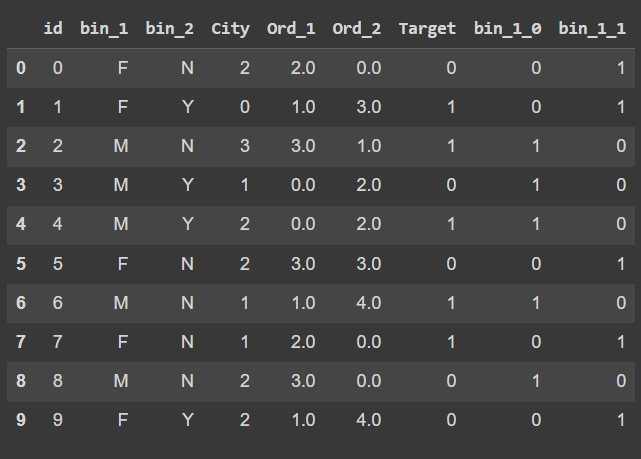 id bin_1 bin_2 City Ord_1 Ord_2 Target bin_1_0 bin_1_1
0 0 F N 2 2.0 0.0 0 0 1
1 1 F Y 0 1.0 3.0 1 0 1
2 2 M N 3 3.0 1.0 1 1 0
3 3 M Y 1 0.0 2.0 0 1 0
4 4 M Y 2 0.0 2.0 1 1 0
5 5 F N 2 3.0 3.0 0 0 1
6 6 M N 1 1.0 4.0 1 1 0
7 7 F N 1 2.0 0.0 1 0 1
8 8 M N 2 3.0 0.0 0 1 0
9 9 F Y 2 1.0 4.0 0 0 1